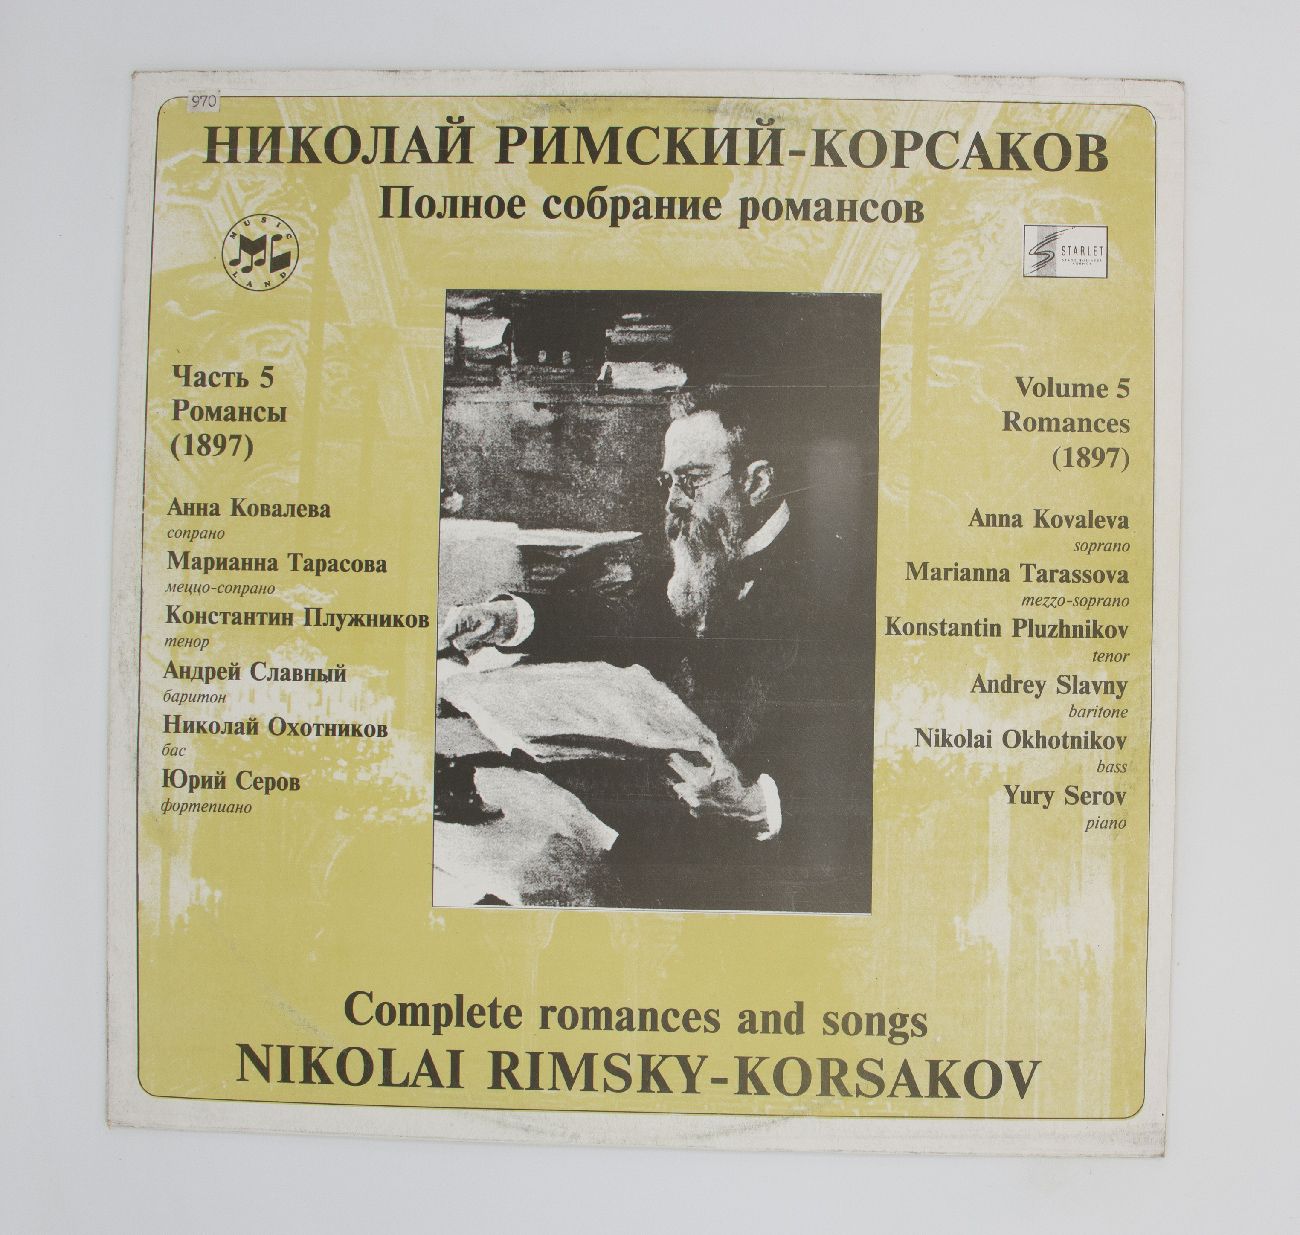 970
НИКОЛАЙ РИМСКИЙ-КОРСАКОВ
Полное собрание романсов
MUSIC LAND
STARLET
Часть 5
Романсы
(1897)
Анна Ковалева
сопрано
Марианна Тарасова
меццо-сопрано
Константин Плужников
тенор
Андрей Славный
баритон
Николай Охотников
бас
Юрий Серов
фортепиано
Volume 5
Romances
(1897)
Anna Kovaleva
soprano
Marianna Tarassova
mezzo-soprano
Konstantin Pluzhnikov
tenor
Andrey Slavny
baritone
Nikolai Okhotnikov
bass
Yury Serov
piano
Complete romances and songs
NIKOLAI RIMSKY-KORSAKOV